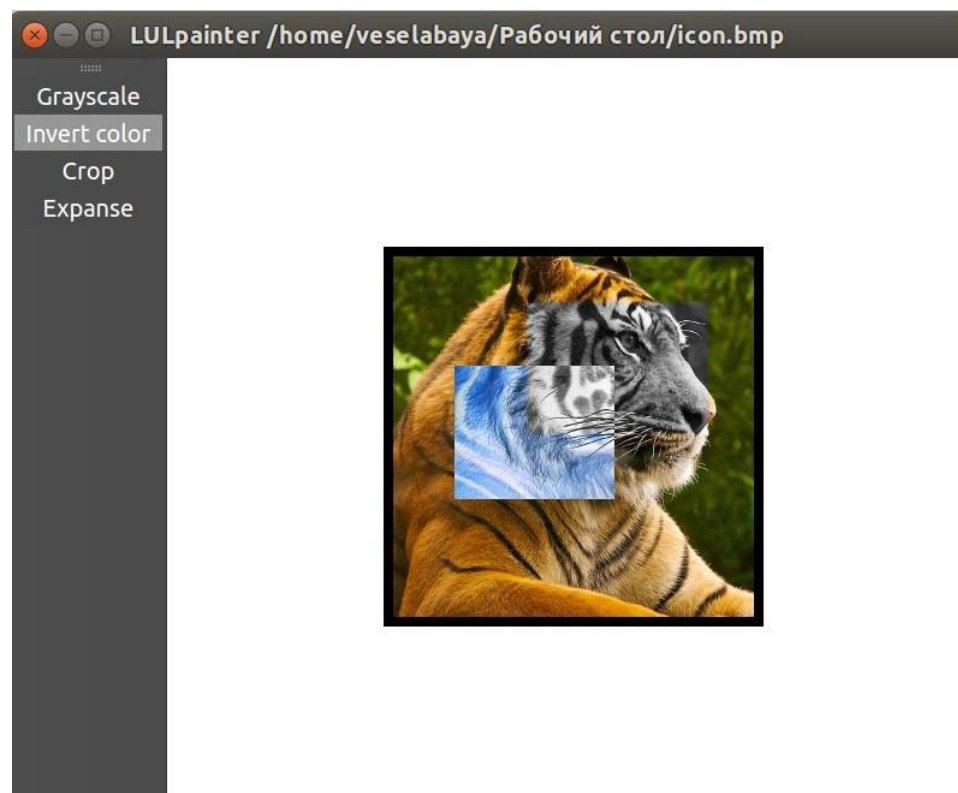 LULpainter /home/veselabaya/Рабочий стол/icon.bmp
Grayscale
Invert color
Crop
Expanse